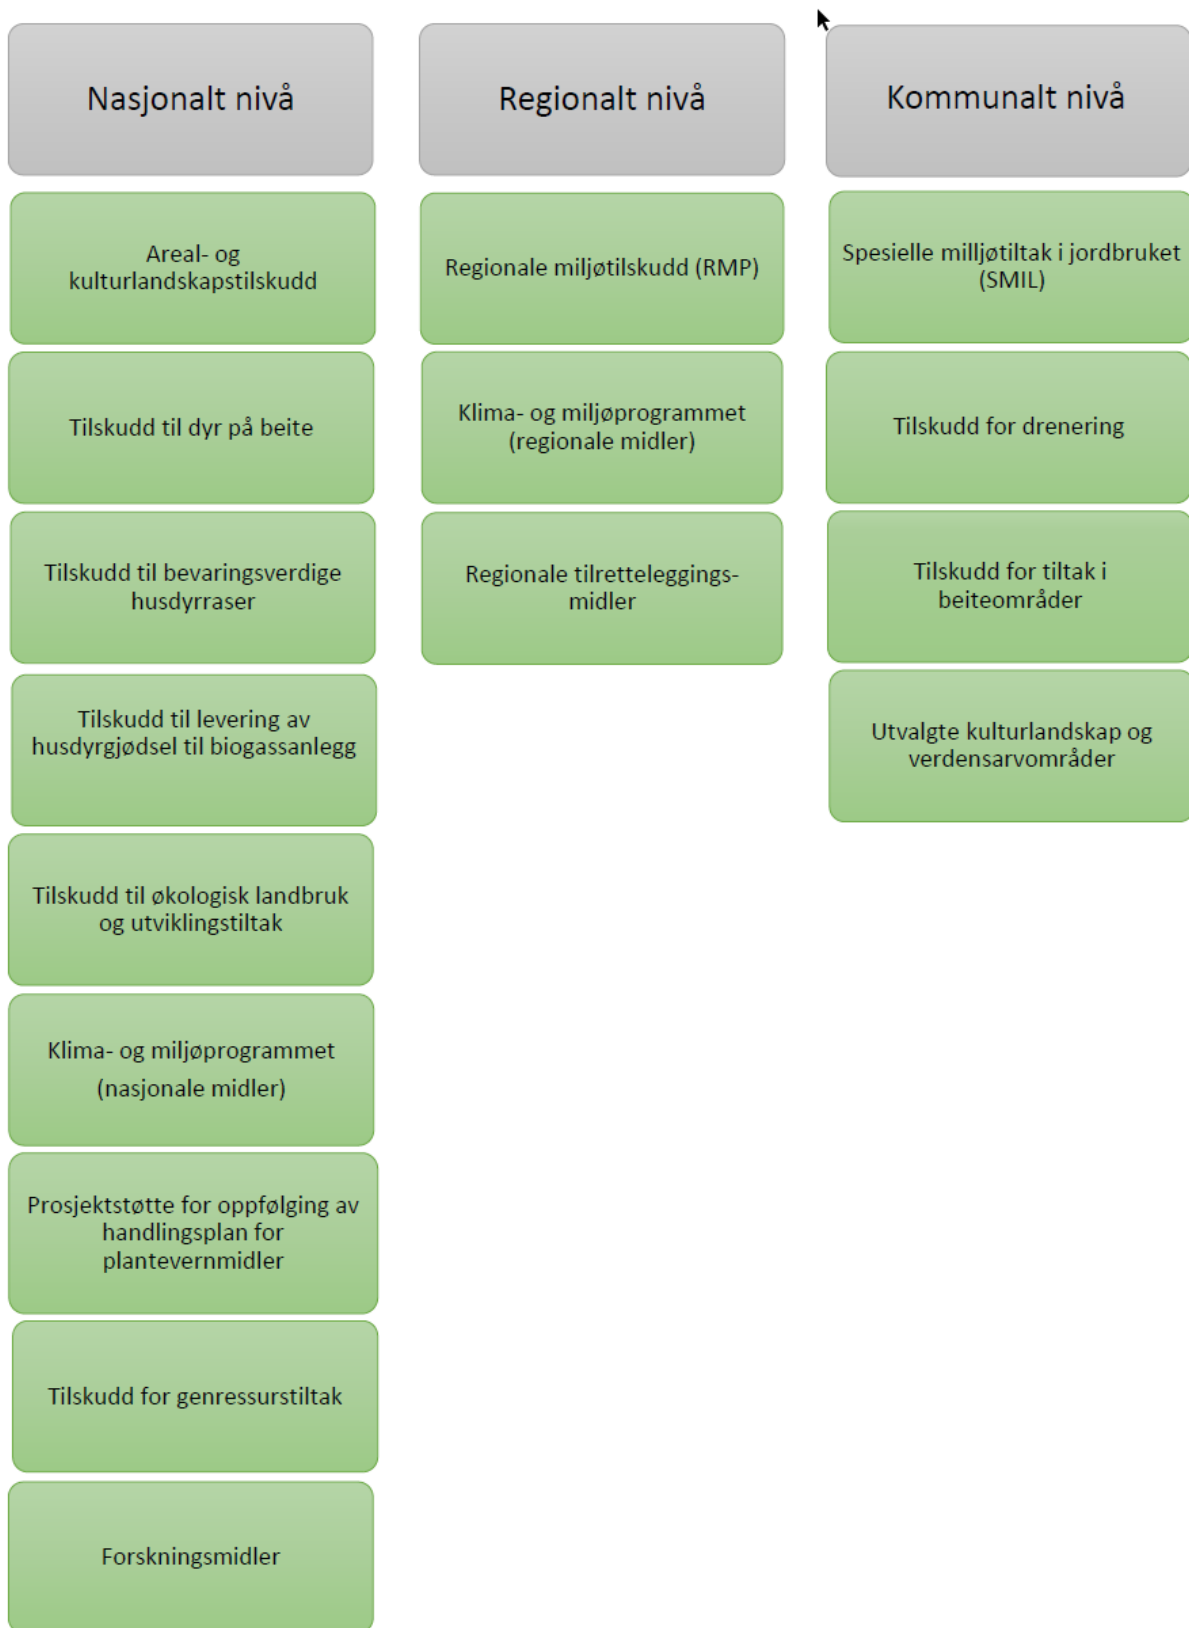 Nasjonalt nivå
Areal- og
kulturlandskapstilskudd
Tilskudd til dyr på beite
Tilskudd til bevaringsverdige
husdyrraser
Tilskudd til levering av
husdyrgjødsel til biogassanlegg
Tilskudd til økologisk landbruk
og utviklingstiltak
Klima- og miljøprogrammet
(nasjonale midler)
Prosjektstøtte for oppfølging av
handlingsplan for
plantevernmidler
Tilskudd for genressurstiltak
Forskningsmidler
Regionalt nivå
Regionale miljøtilskudd (RMP)
Klima- og miljøprogrammet
(regionale midler)
Regionale tilretteleggings-
midler
Kommunalt nivå
Spesielle milljøtiltak i jordbruket
(SMIL)
Tilskudd for drenering
Tilskudd for tiltak i
beiteområder
Utvalgte kulturlandskap og
verdensarvområder